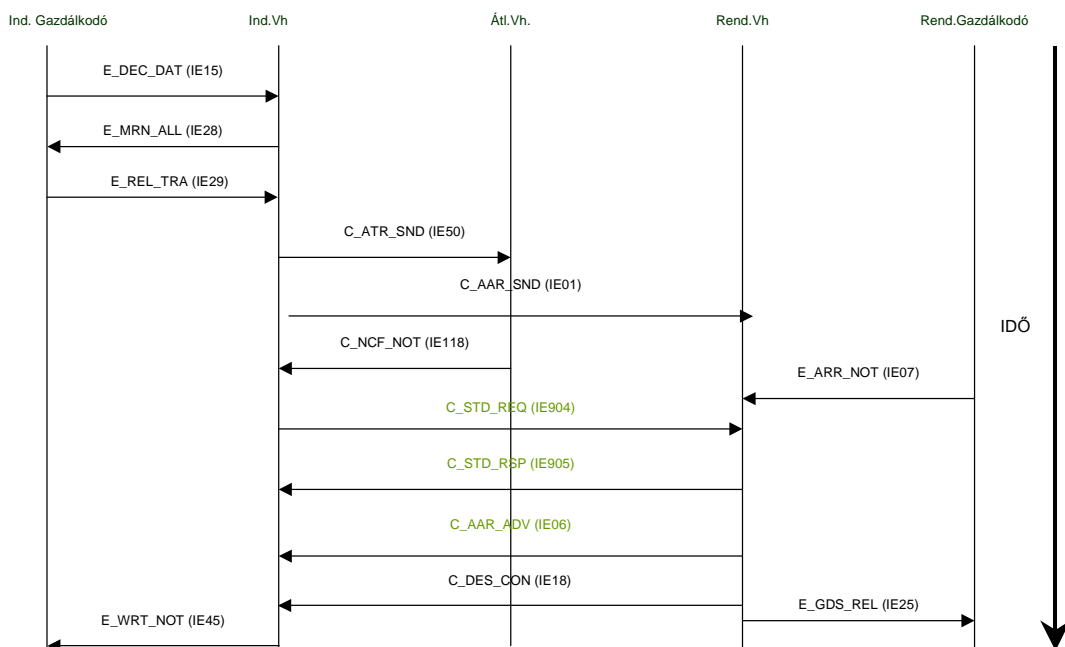 Ind. Gazdálkodó
Ind.Vh
Átl.Vh.
Rend.Vh
Rend.Gazdálkodó
E_DEC_DAT (IE15)
E_MRN_ALL (IE28)
E_REL_TRA (IE29)
C_ATR_SND (IE50)
C_AAR_SND (IE01)
IDŐ
C_NCF_NOT (IE118)
E_ARR_NOT (IE07)
C_STD_REQ (IE904)
C_STD_RSP (IE905)
C_AAR_ADV (IE06)
C_DES_CON (IE18)
E_GDS_REL (IE25)
E_WRT_NOT (IE45)